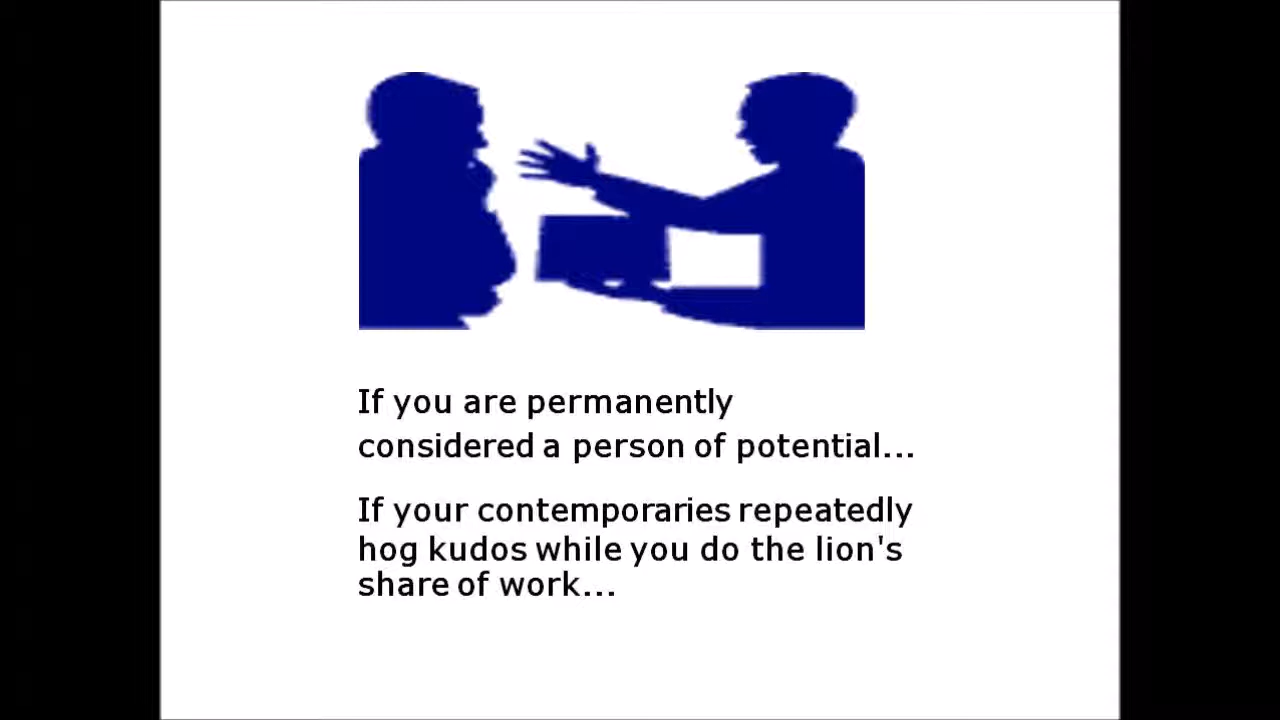 If you are permanently
considered a person of potential...
If your contemporaries repeatedly
hog kudos while you do the lion's
share of work...